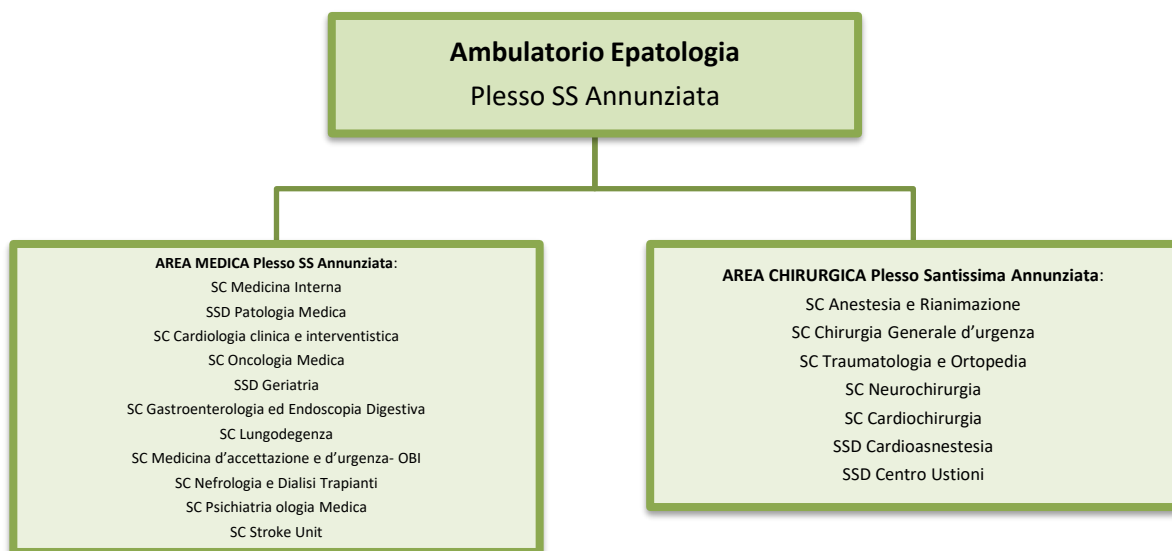 Ambulatorio Epatologia
Plesso SS Annunziata
AREA MEDICA Plesso SS Annunziata:
SC Medicina Interna
SSD Patologia Medica
SC Cardiologia clinica e interventistica
SC Oncologia Medica
SSD Geriatria
SC Gastroenterologia ed Endoscopia Digestiva
SC Lungodegenza
SC Medicina d'accettazione e d'urgenza- OBI
SC Nefrologia e Dialisi Trapianti
SC Psichiatria ologia Medica
SC Stroke Unit
AREA CHIRURGICA Plesso Santissima Annunziata:
SC Anestesia e Rianimazione
SC Chirurgia Generale d'urgenza
SC Traumatologia e Ortopedia
SC Neurochirurgia
SC Cardiochirurgia
SSD Cardioasnestesia
SSD Centro Ustioni